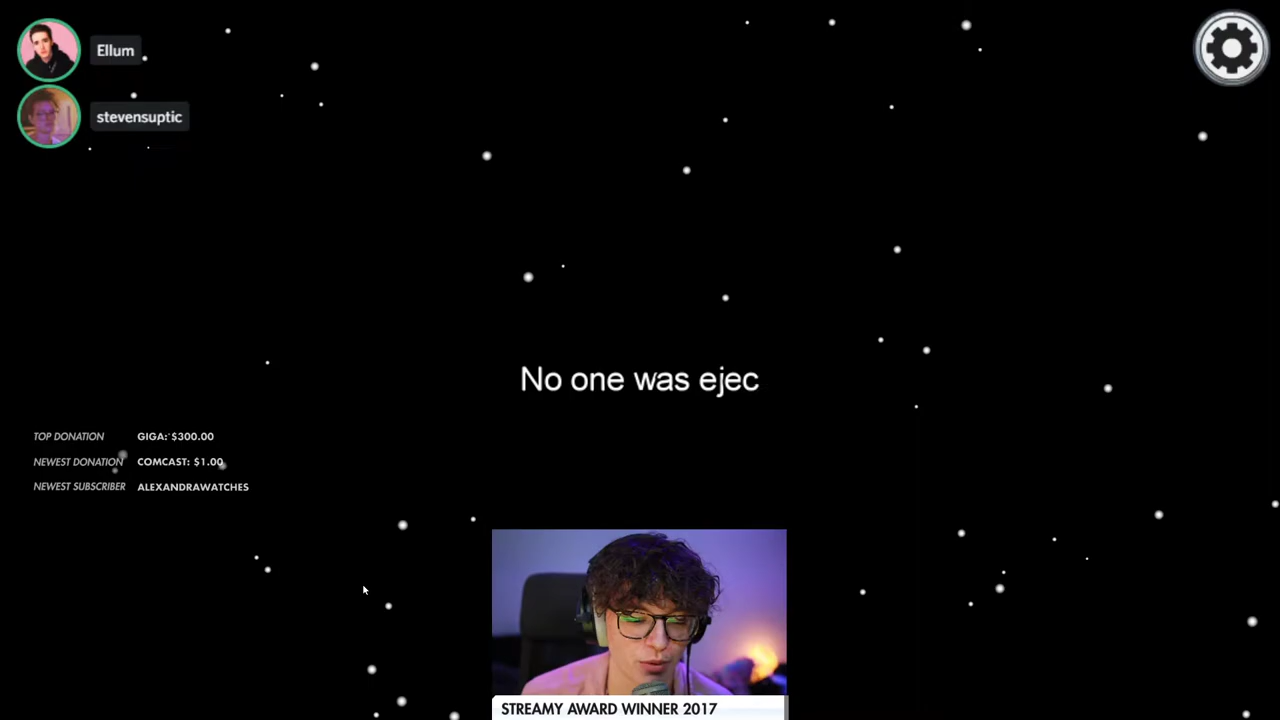 Ellum
stevensuptic
No one was ejec
TOP DONATION GIGA: $300.00
NEWEST DONATION COMCAST: $1.00
NEWEST SUBSCRIBER ALEXANDRAWATCHES
STREAMY AWARD WINNER 2017